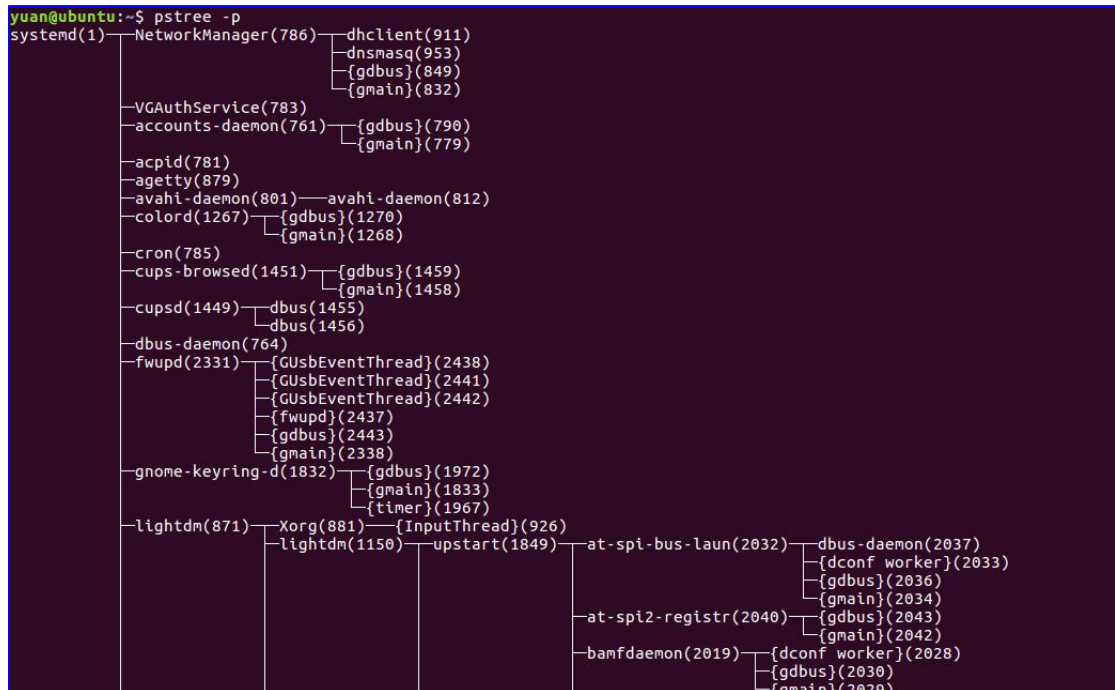 yuan@ubuntu:~$ pstree -p
systemd(1)─┬─NetworkManager(786)─┬─dhclient(911)
           │                     ├─dnsmasq(953)
           │                     ├─{gdbus}(849)
           │                     └─{gmain}(832)
           ├─VGAuthService(783)
           ├─accounts-daemon(761)─┬─{gdbus}(790)
           │                      └─{gmain}(779)
           ├─acpid(781)
           ├─agetty(879)
           ├─avahi-daemon(801)───avahi-daemon(812)
           ├─colord(1267)─┬─{gdbus}(1270)
           │              └─{gmain}(1268)
           ├─cron(785)
           ├─cups-browsed(1451)─┬─{gdbus}(1459)
           │                    └─{gmain}(1458)
           ├─cupsd(1449)─┬─dbus(1455)
           │             └─dbus(1456)
           ├─dbus-daemon(764)
           ├─fwupd(2331)─┬─{GUsbEventThread}(2438)
           │             ├─{GUsbEventThread}(2441)
           │             ├─{GUsbEventThread}(2442)
           │             ├─{fwupd}(2437)
           │             ├─{gdbus}(2443)
           │             └─{gmain}(2338)
           ├─gnome-keyring-d(1832)─┬─{gdbus}(1972)
           │                       ├─{gmain}(1833)
           │                       └─{timer}(1967)
           ├─lightdm(871)─┬─Xorg(881)───{InputThread}(926)
           │              ├─lightdm(1150)─┬─upstart(1849)─┬─at-spi-bus-laun(2032)─┬─dbus-daemon(2037)
           │              │               │               │                       ├─{dconf worker}(2033)
           │              │               │               │                       ├─{gdbus}(2036)
           │              │               │               │                       └─{gmain}(2034)
           │              │               │               ├─at-spi2-registr(2040)─┬─{gdbus}(2043)
           │              │               │               │                       └─{gmain}(2042)
           │              │               │               ├─bamfdaemon(2019)─┬─{dconf worker}(2028)
           │              │               │               │                  ├─{gdbus}(2030)
           │              │               │               │                  ├─{gmain}(2029)